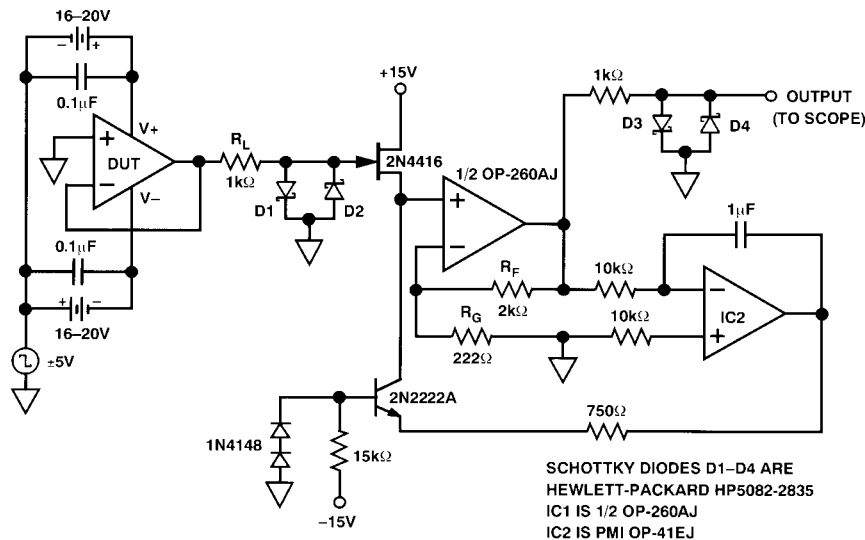 16–20V
– +
0.1µF
V+
+
DUT
–
V–
0.1µF
+ –
16–20V
±5V
RL
1kΩ
D1
D2
+15V
2N4416
1/2 OP-260AJ
+
–
RF
2kΩ
RG
222Ω
1kΩ
D3
D4
OUTPUT
(TO SCOPE)
1µF
10kΩ
10kΩ
–
IC2
+
2N2222A
750Ω
1N4148
15kΩ
–15V
SCHOTTKY DIODES D1–D4 ARE
HEWLETT-PACKARD HP5082-2835
IC1 IS 1/2 OP-260AJ
IC2 IS PMI OP-41EJ